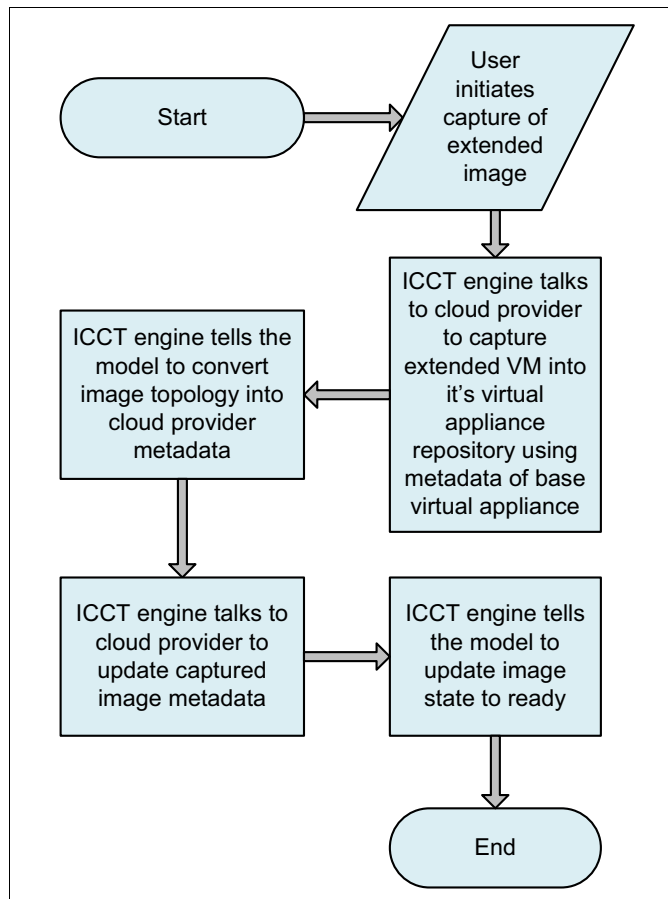 Start
User
initiates
capture of
extended
image
ICCT engine talks
to cloud provider
to capture
extended VM into
it's virtual
appliance
repository using
metadata of base
virtual appliance
ICCT engine tells the
model to convert
image topology into
cloud provider
metadata
ICCT engine talks to
cloud provider to
update captured
image metadata
ICCT engine tells
the model to
update image
state to ready
End